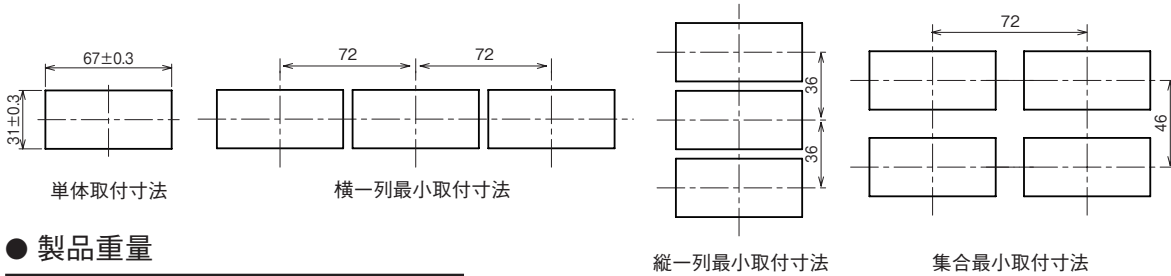 67±0.3
31±0.3
単体取付寸法
72
72
横一列最小取付寸法
36
36
縦一列最小取付寸法
72
46
集合最小取付寸法
● 製品重量